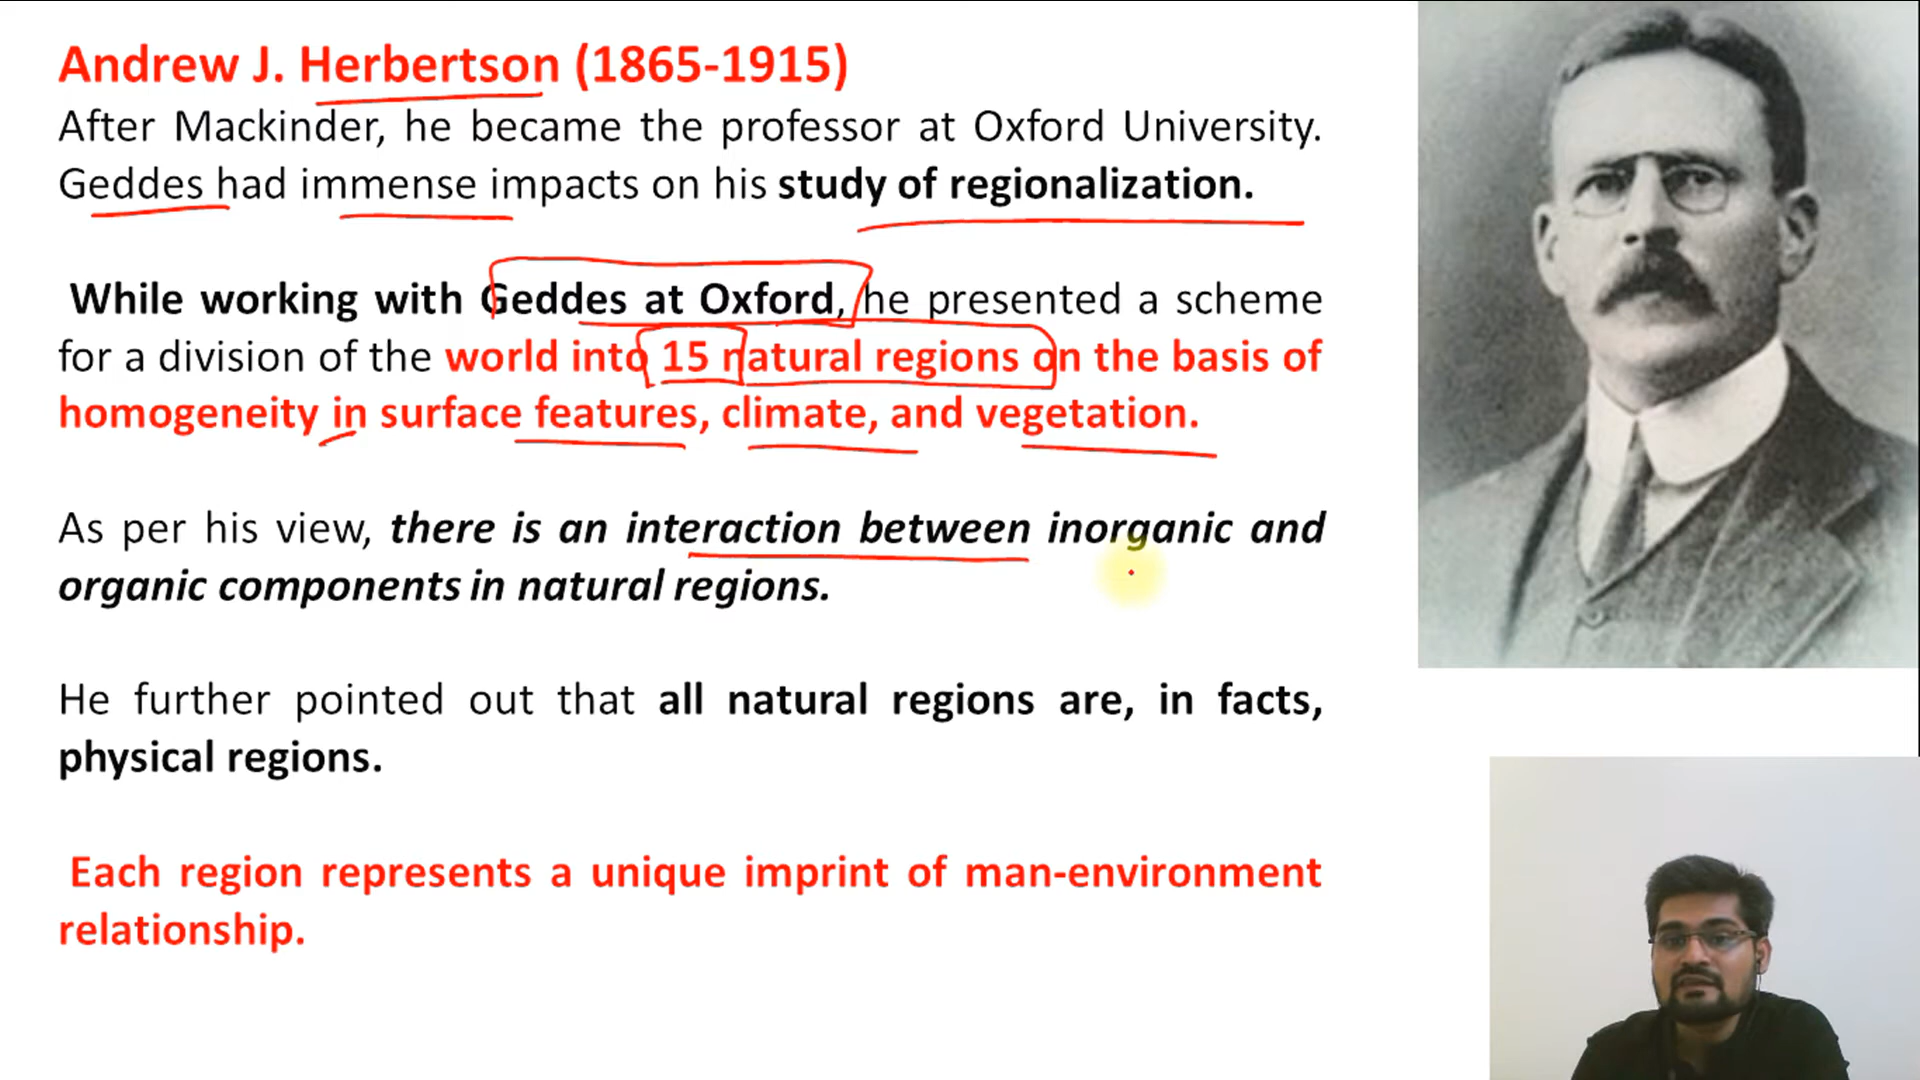 Andrew J. Herbertson (1865-1915)
After Mackinder, he became the professor at Oxford University.
Geddes had immense impacts on his study of regionalization.
While working with Geddes at Oxford, he presented a scheme
for a division of the world into 15 natural regions on the basis of
homogeneity in surface features, climate, and vegetation.
As per his view, there is an interaction between inorganic and
organic components in natural regions.
He further pointed out that all natural regions are, in facts,
physical regions.
Each region represents a unique imprint of man-environment
relationship.